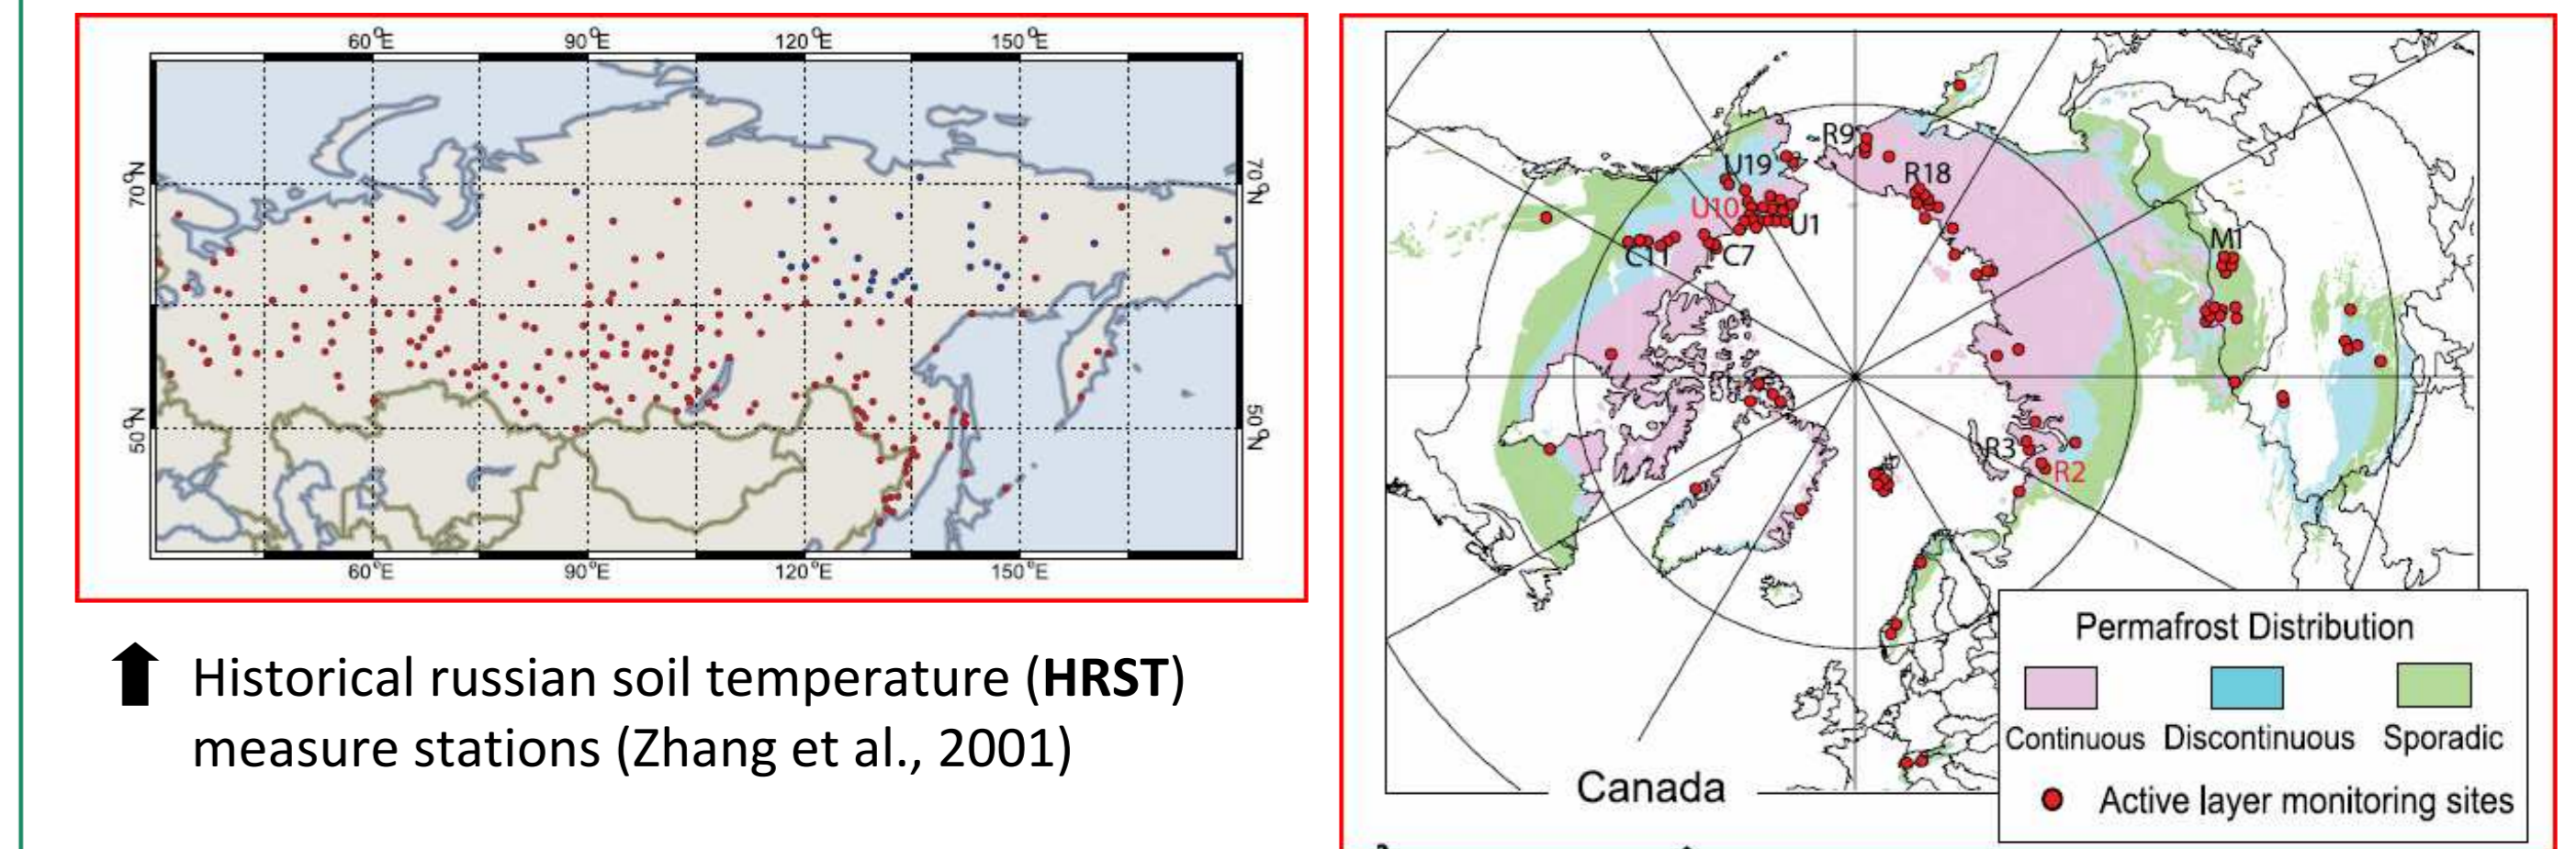 60°E 90°E 120°E 150°E
70°N 70°N
50°N 50°N
60°E 90°E 120°E 150°E
Historical russian soil temperature (HRST)
measure stations (Zhang et al., 2001)
R9
U19
R18
U10
U1
C11
C7
M1
R3
R2
Canada
Permafrost Distribution
Continuous Discontinuous Sporadic
Active layer monitoring sites